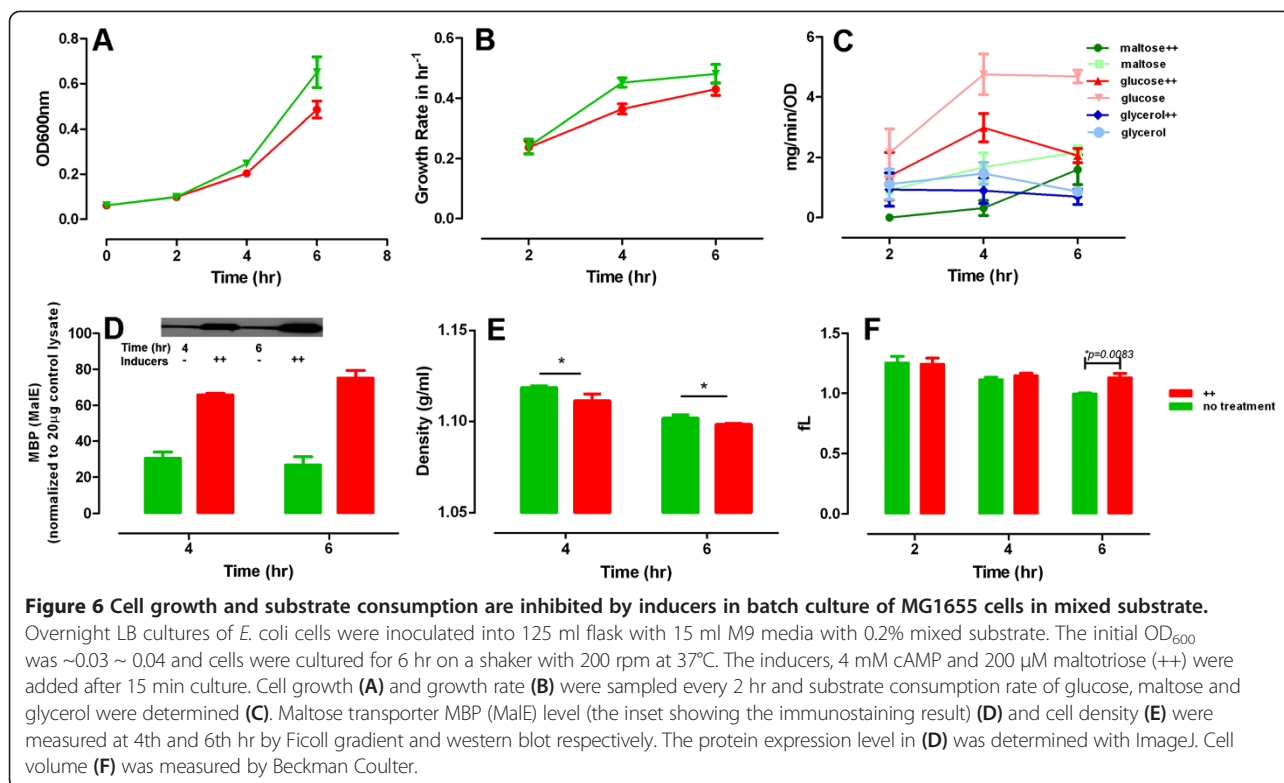 A
OD600nm
0.8
0.6
0.4
0.2
0.0
0 2 4 6 8
Time (hr)
B
Growth Rate in hr-1
0.6
0.4
0.2
0.0
2 4 6
Time (hr)
C
mg/min/OD
6
4
2
0
2 4 6
Time (hr)
maltose++
maltose
glucose++
glucose
glycerol++
glycerol
D
MBP (MalE)
(normalized to 20µg control lysate)
100
80
60
40
20
0
Time (hr) 4 6
Inducers - ++ - ++
4 6
Time (hr)
E
Density (g/ml)
1.15
1.10
1.05
* *
4 6
Time (hr)
F
fL
1.5
1.0
0.5
0.0
*p=0.0083
2 4 6
Time (hr)
++
no treatment
Figure 6 Cell growth and substrate consumption are inhibited by inducers in batch culture of MG1655 cells in mixed substrate.
Overnight LB cultures of E. coli cells were inoculated into 125 ml flask with 15 ml M9 media with 0.2% mixed substrate. The initial OD600
was ~0.03 ~ 0.04 and cells were cultured for 6 hr on a shaker with 200 rpm at 37°C. The inducers, 4 mM cAMP and 200 μM maltotriose (++) were
added after 15 min culture. Cell growth (A) and growth rate (B) were sampled every 2 hr and substrate consumption rate of glucose, maltose and
glycerol were determined (C). Maltose transporter MBP (MalE) level (the inset showing the immunostaining result) (D) and cell density (E) were
measured at 4th and 6th hr by Ficoll gradient and western blot respectively. The protein expression level in (D) was determined with ImageJ. Cell
volume (F) was measured by Beckman Coulter.